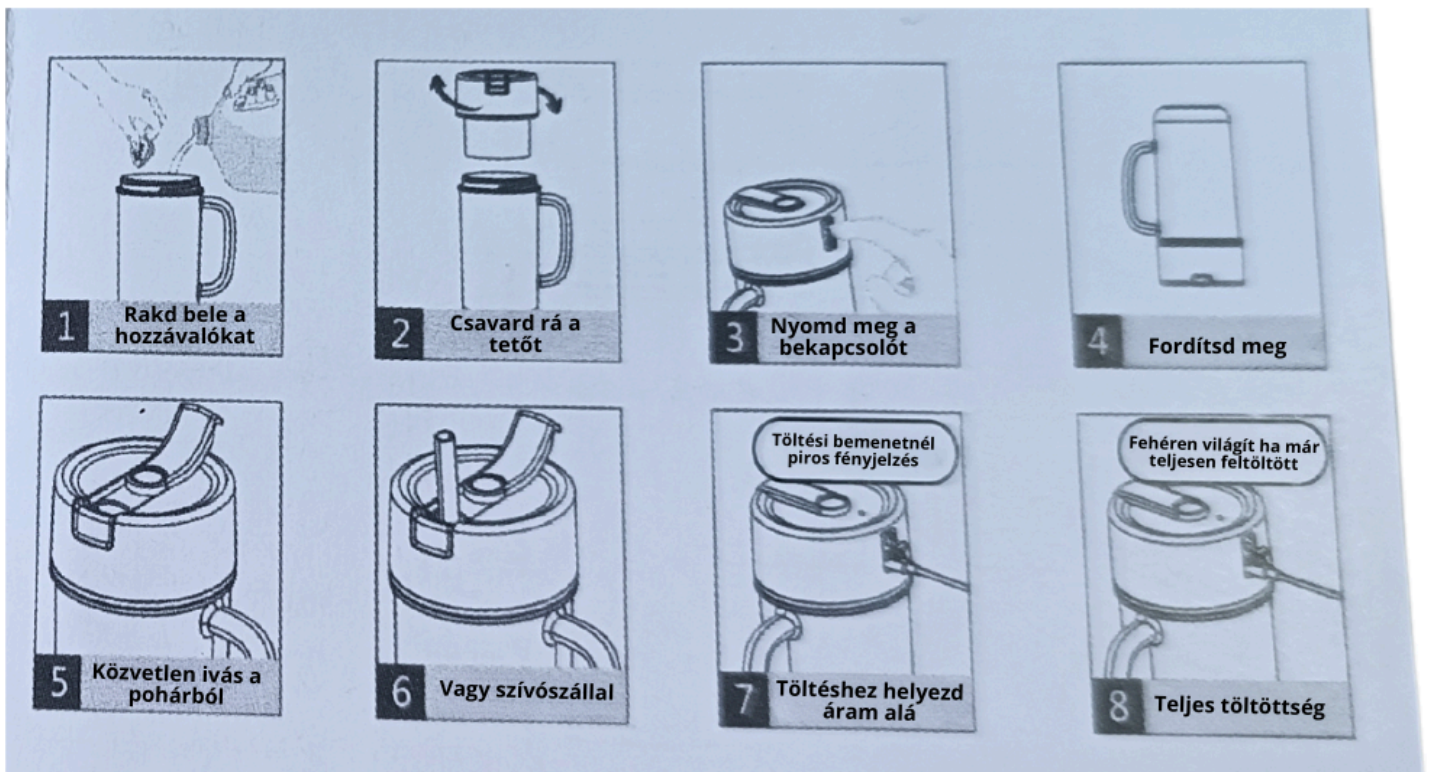 1
Rakd bele a
hozzávalókat
2
Csavard rá a
tetőt
3
Nyomd meg a
bekapcsolót
4
Fordítsd meg
5
Közvetlen ivás a
pohárból
6
Vagy szívószállal
Töltési bemenetnél
piros fényjelzés
7
Töltéshez helyezd
áram alá
Fehéren világít ha már
teljesen feltöltött
8
Teljes töltöttség